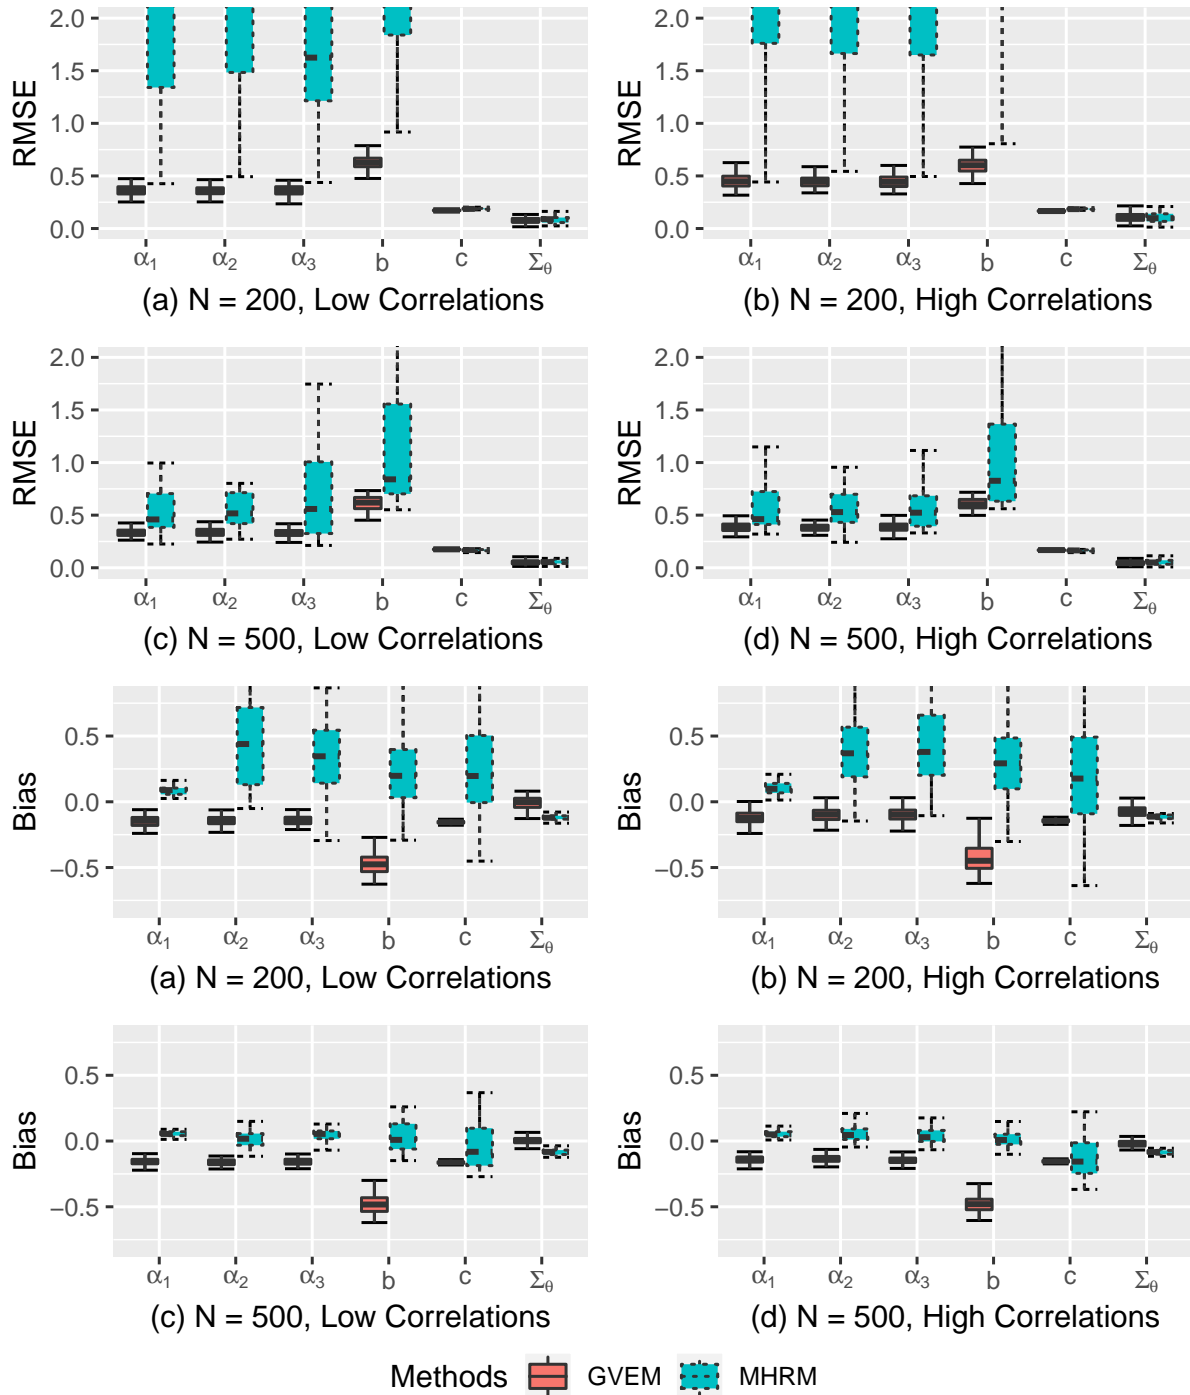 RMSE
2.0
1.5
1.0
0.5
0.0
α1 α2 α3 b c Σθ
(a) N = 200, Low Correlations
RMSE
2.0
1.5
1.0
0.5
0.0
α1 α2 α3 b c Σθ
(b) N = 200, High Correlations
RMSE
2.0
1.5
1.0
0.5
0.0
α1 α2 α3 b c Σθ
(c) N = 500, Low Correlations
RMSE
2.0
1.5
1.0
0.5
0.0
α1 α2 α3 b c Σθ
(d) N = 500, High Correlations
Bias
0.5
0.0
−0.5
α1 α2 α3 b c Σθ
(a) N = 200, Low Correlations
Bias
0.5
0.0
−0.5
α1 α2 α3 b c Σθ
(b) N = 200, High Correlations
Bias
0.5
0.0
−0.5
α1 α2 α3 b c Σθ
(c) N = 500, Low Correlations
Bias
0.5
0.0
−0.5
α1 α2 α3 b c Σθ
(d) N = 500, High Correlations
Methods GVEM MHRM